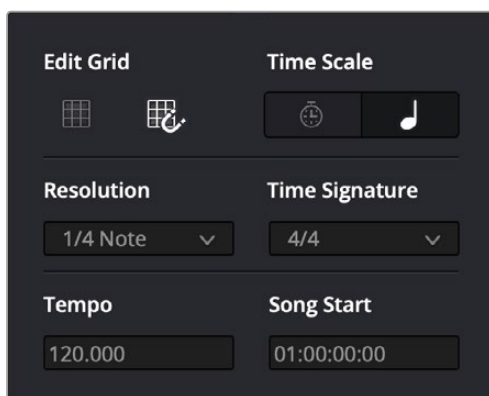 Edit Grid Time Scale
Resolution Time Signature
1/4 Note 4/4
Tempo Song Start
120.000 01:00:00:00